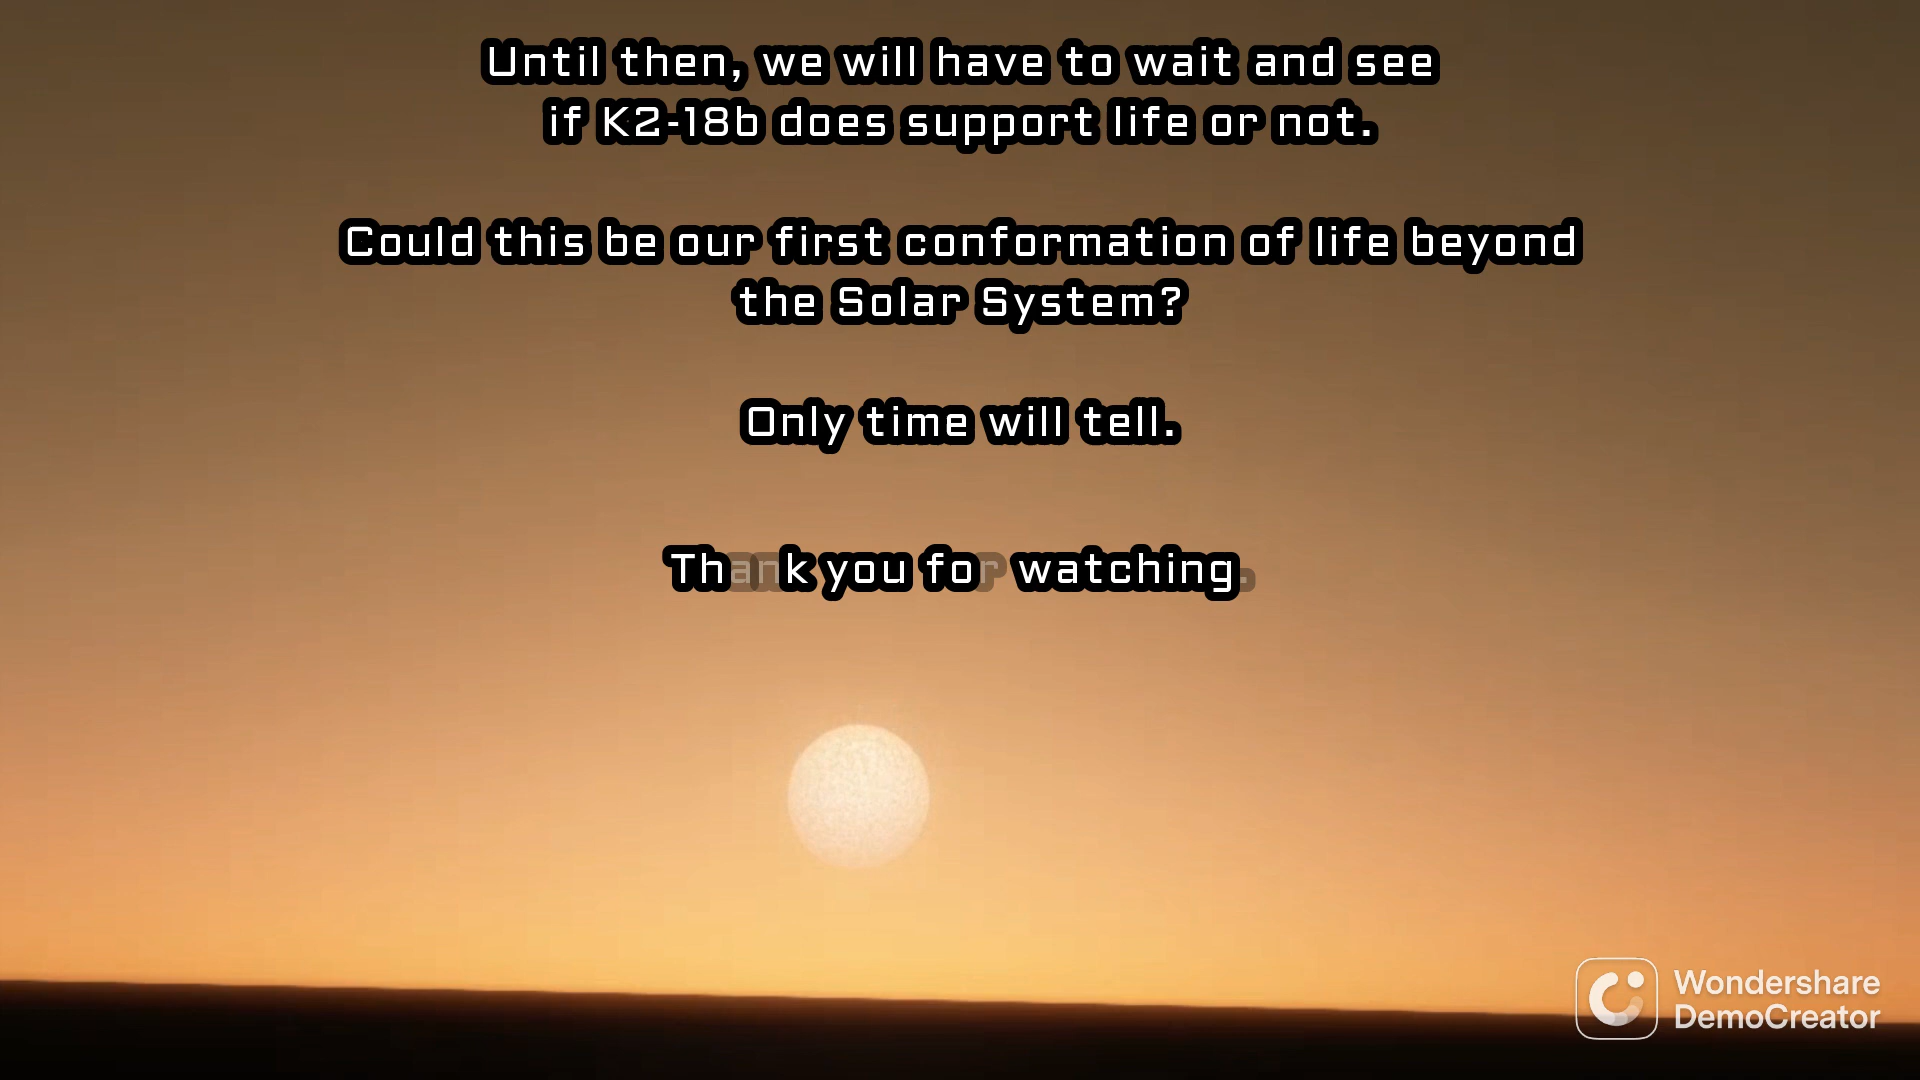 Until then, we will have to wait and see
if K2-18b does support life or not.
Could this be our first conformation of life beyond
the Solar System?
Only time will tell.
Thank you for watching.
Wondershare
DemoCreator